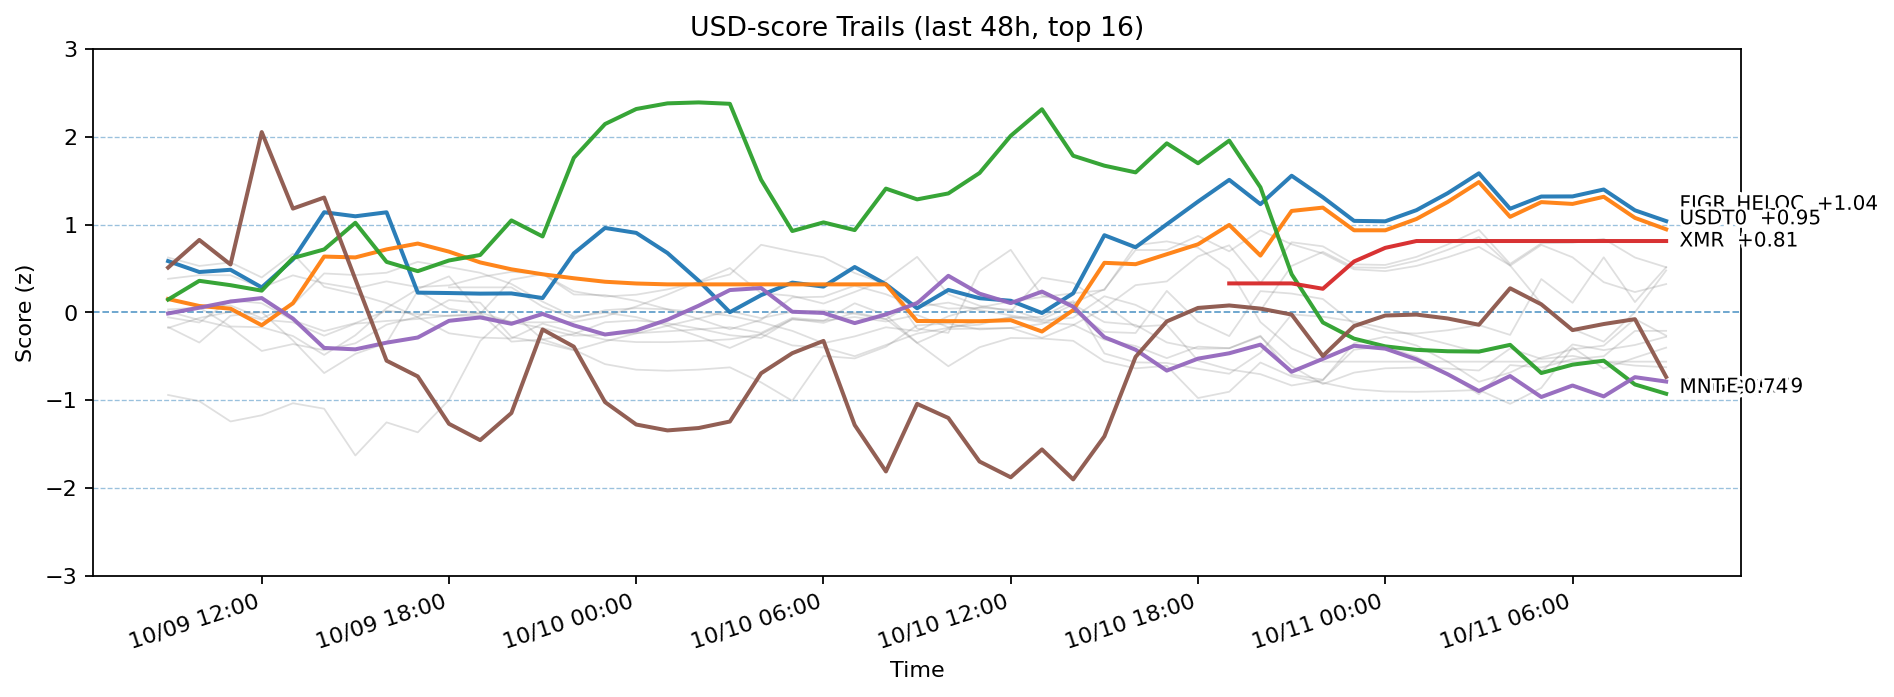 USD-score Trails (last 48h, top 16)
3
2
1
0
−1
−2
−3
Score (z)
FIGR_HELOC +1.04
USDT0 +0.95
XMR +0.81
10/09 12:00
10/09 18:00
10/10 00:00
10/10 06:00
10/10 12:00
10/10 18:00
10/11 00:00
10/11 06:00
Time